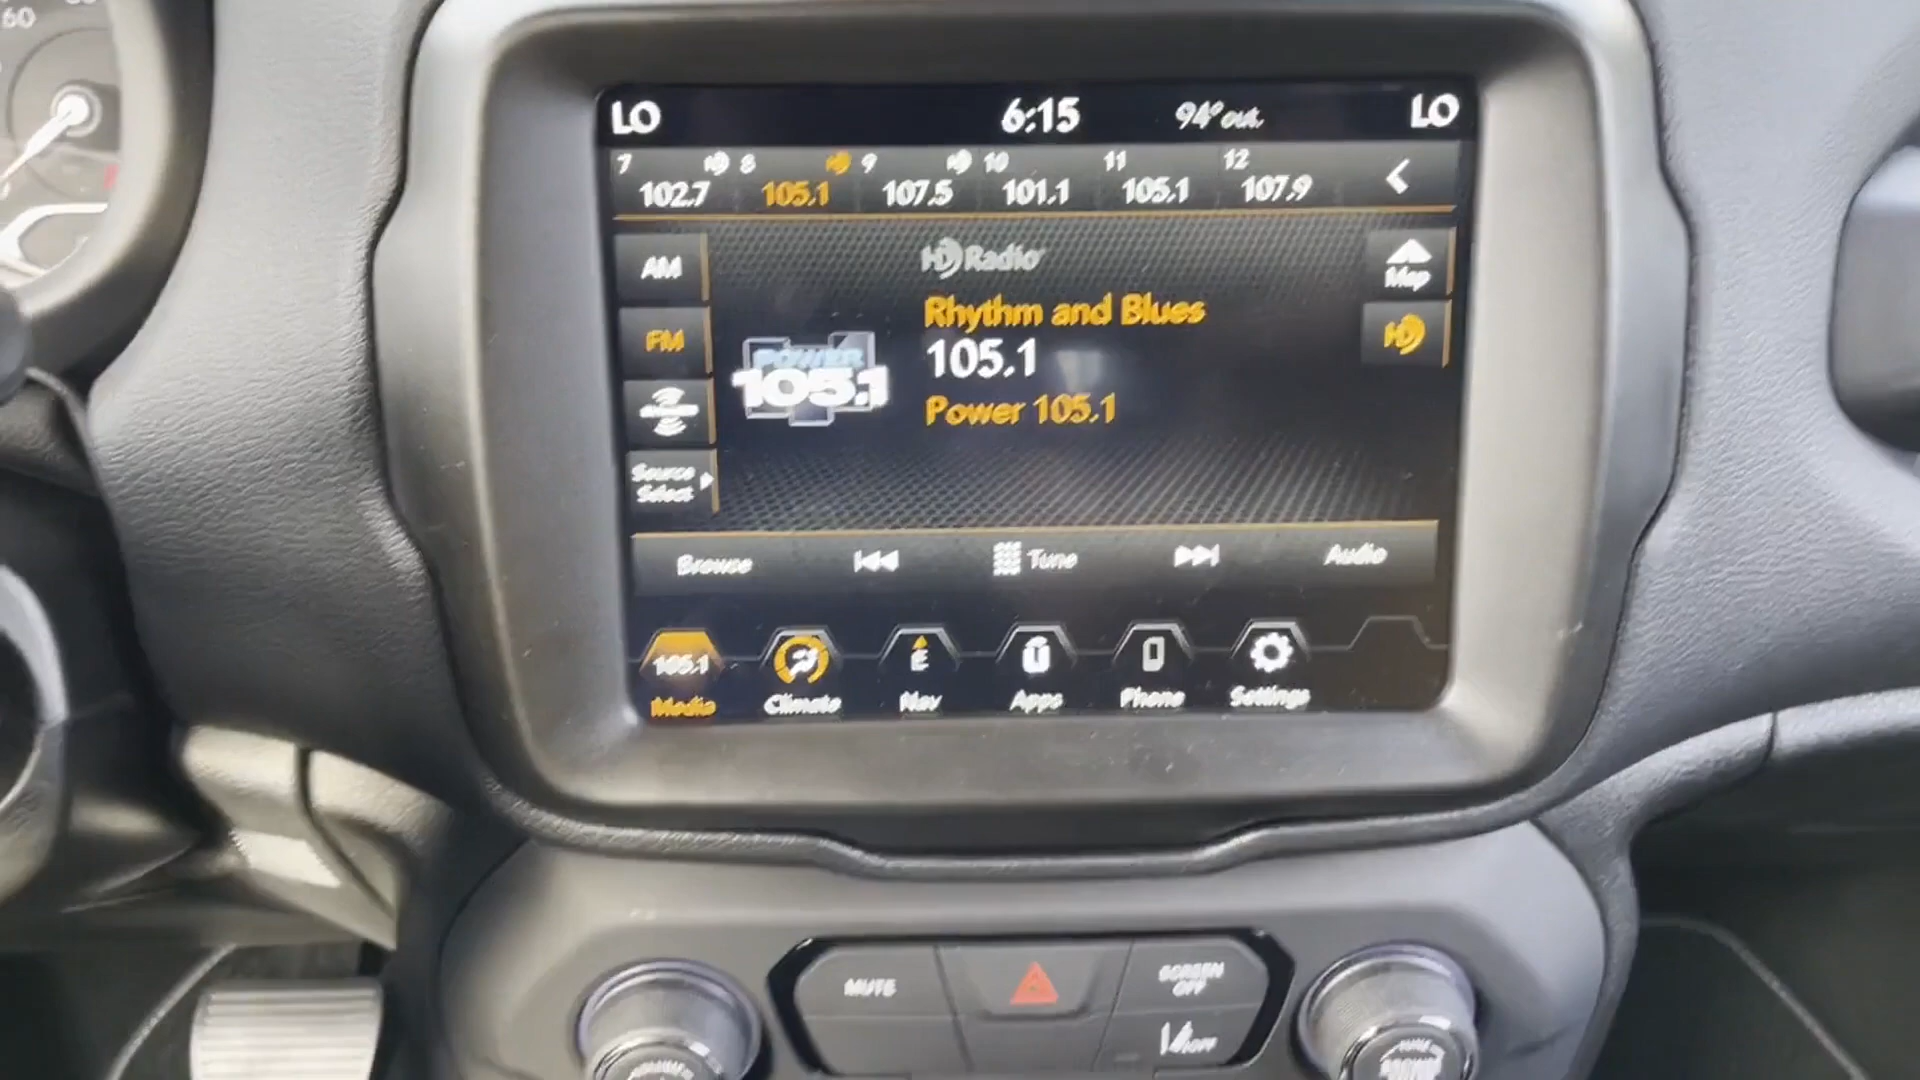 60
LO 6:15 94° out. LO
7 8 9 10 11 12
102.7 105.1 107.5 101.1 105.1 107.9
AM
HD Radio
Map
Rhythm and Blues
FM
105.1
HD
POWER
105.1
Power 105.1
Source
Select
Browse Tune Audio
105.1 E
Media Climate Nav Apps Phone Settings
MUTE
SCREEN
OFF